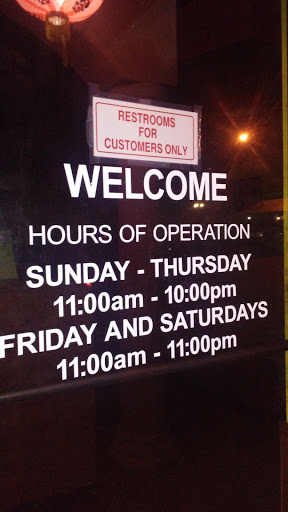 RESTROOMS
FOR
CUSTOMERS ONLY
WELCOME
HOURS OF OPERATION
SUNDAY - THURSDAY
11:00am - 10:00pm
FRIDAY AND SATURDAYS
11:00am - 11:00pm